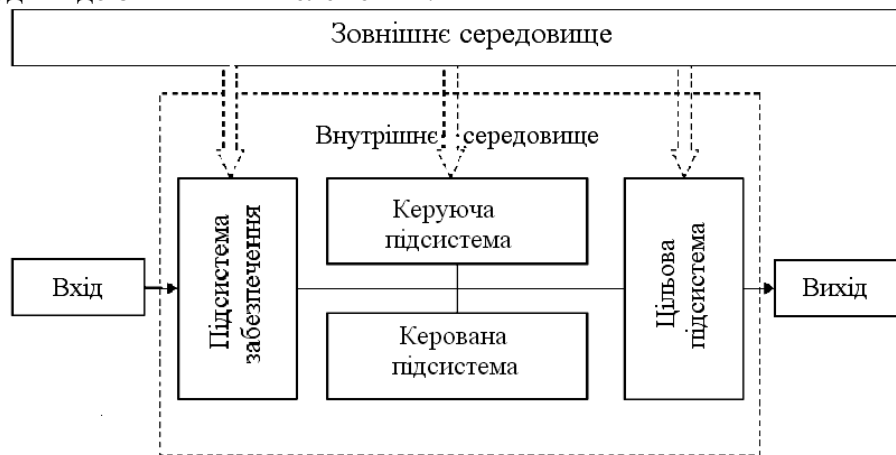 Зовнішнє середовище
Внутрішнє середовище
Підсистема
забезпечення
Керуюча
підсистема
Цільова
підсистема
Вхід
Вихід
Керована
підсистема